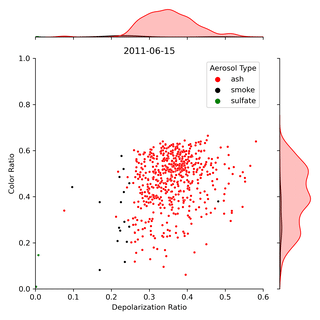 2011-06-15
Aerosol Type
ash
smoke
sulfate
1.0
0.8
0.6
0.4
0.2
0.0
Color Ratio
0.0 0.1 0.2 0.3 0.4 0.5 0.6
Depolarization Ratio